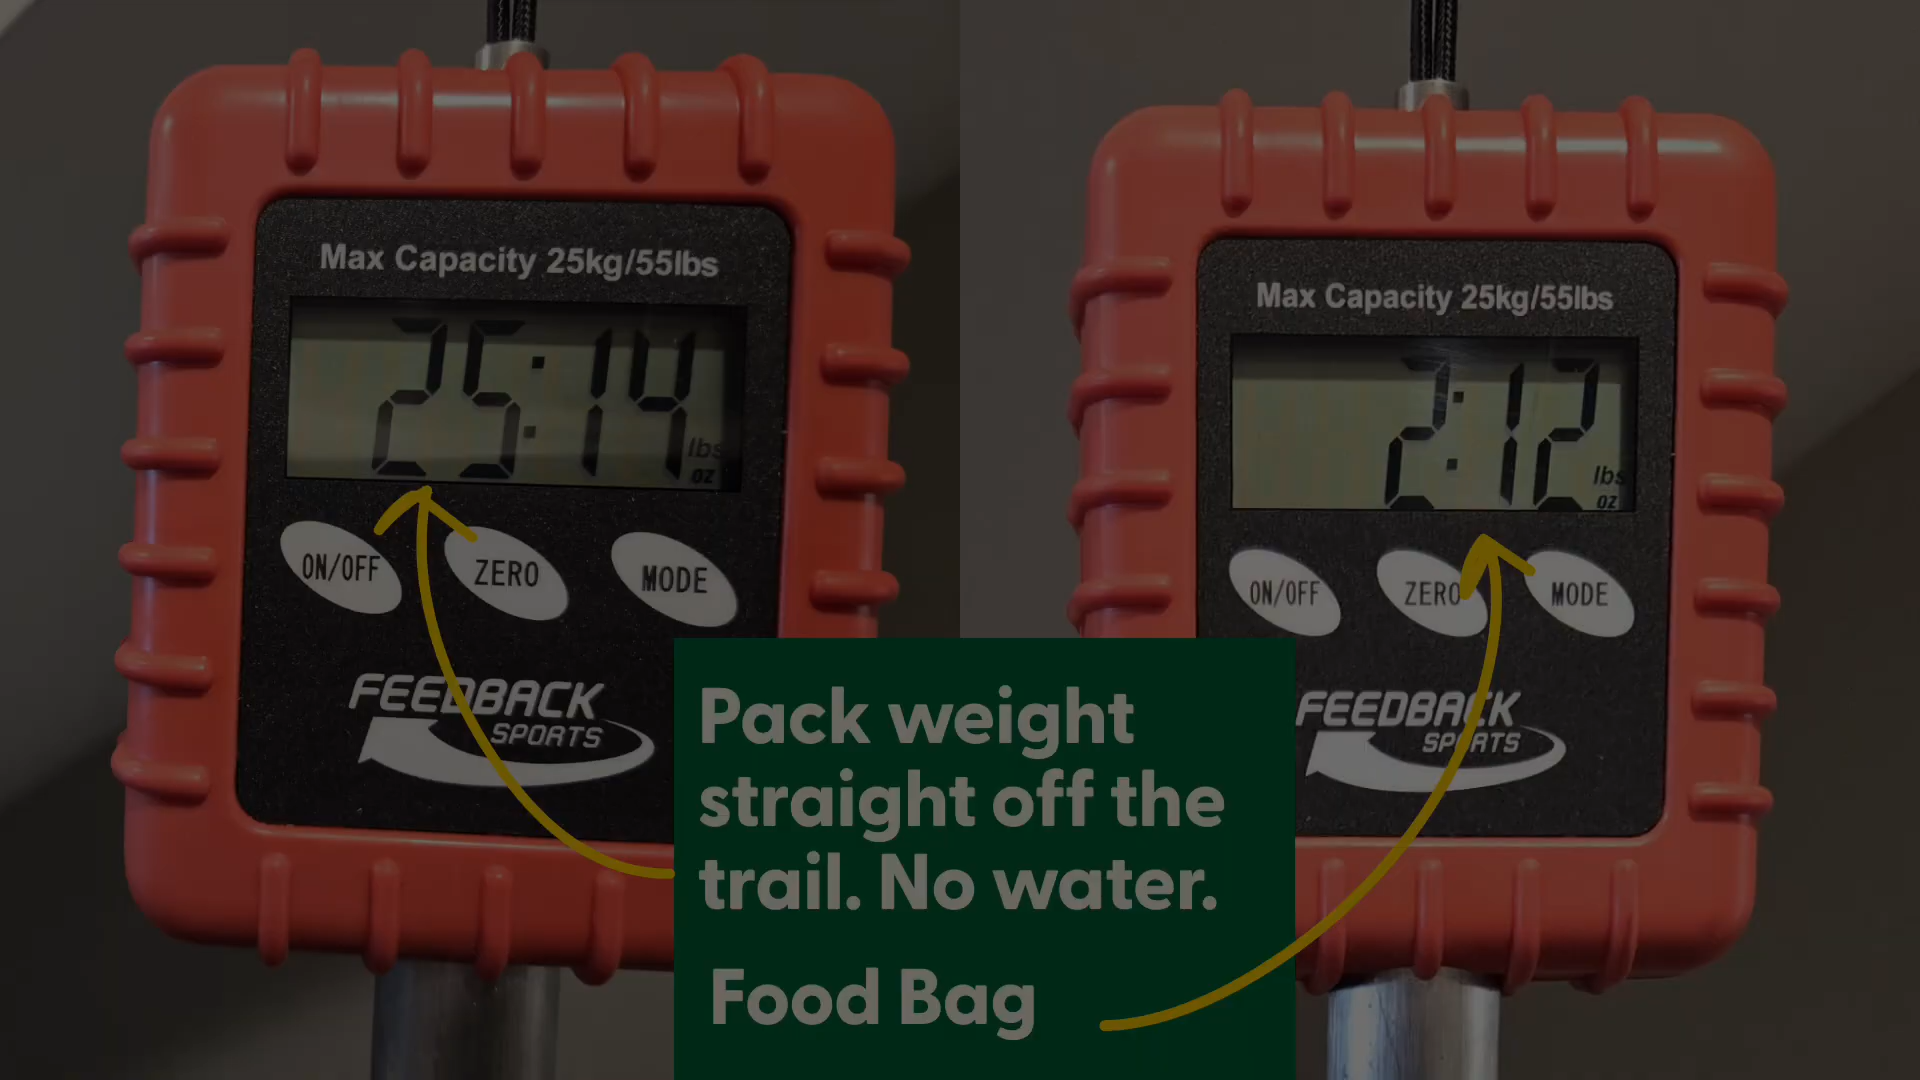 Max Capacity 25kg/55lbs
25:14
lbs
oz
ON/OFF
ZERO
MODE
FEEDBACK
SPORTS
Max Capacity 25kg/55lbs
2:12
lbs
oz
ON/OFF
ZERO
MODE
FEEDBACK
SPORTS
Pack weight
straight off the
trail. No water.
Food Bag